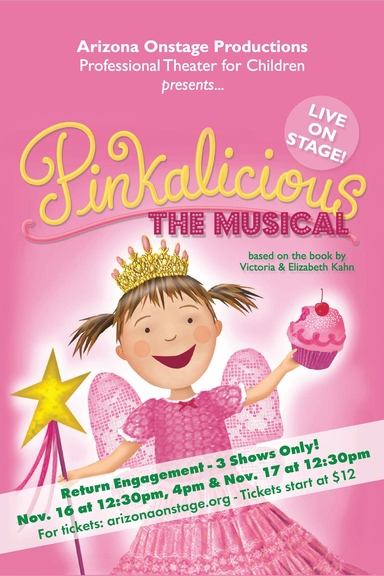 Arizona Onstage Productions
Professional Theater for Children
presents...
LIVE
ON
STAGE!
Pinkalicious
THE MUSICAL
based on the book by
Victoria & Elizabeth Kahn
Return Engagement - 3 Shows Only!
Nov. 16 at 12:30pm, 4pm & Nov. 17 at 12:30pm
For tickets: arizonaonstage.org - Tickets start at $12